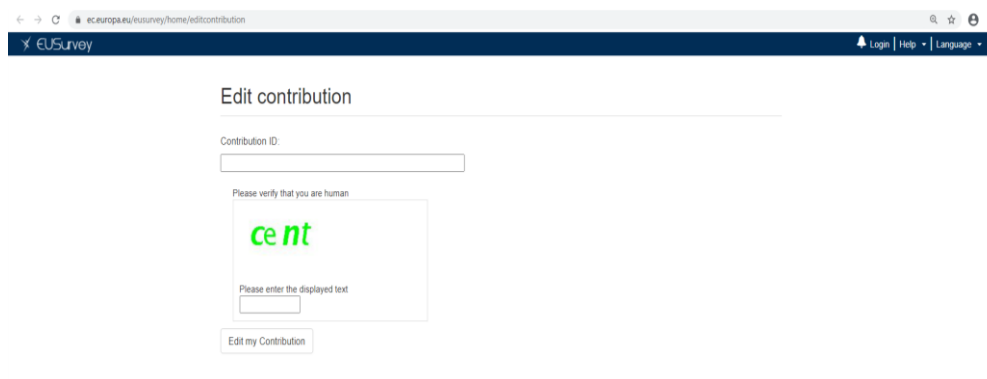 ec.europa.eu/eusurvey/home/editcontribution
EUSurvey Login | Help | Language
Edit contribution
Contribution ID:
Please verify that you are human
cent
Please enter the displayed text
Edit my Contribution